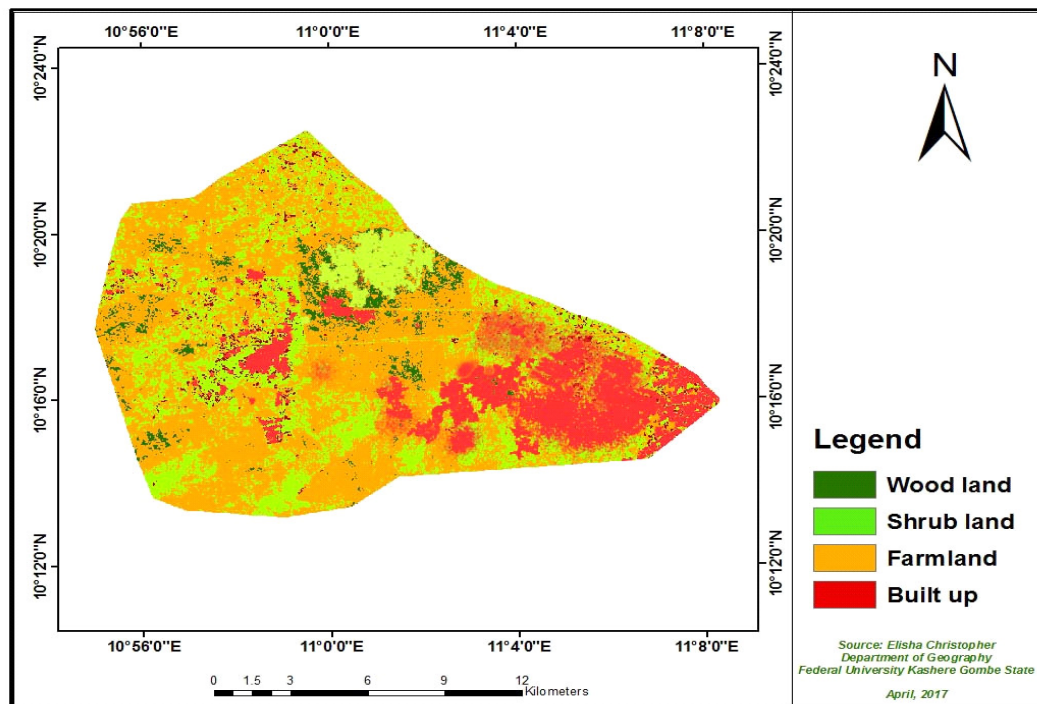 10°56'0"E 11°0'0"E 11°4'0"E 11°8'0"E
10°24'0"N 10°24'0"N
10°20'0"N 10°20'0"N
10°16'0"N 10°16'0"N
10°12'0"N 10°12'0"N
10°56'0"E 11°0'0"E 11°4'0"E 11°8'0"E
0 1.5 3 6 9 12
Kilometers
N
Legend
Wood land
Shrub land
Farmland
Built up
Source: Elisha Christopher
Department of Geography
Federal University Kashere Gombe State
April, 2017